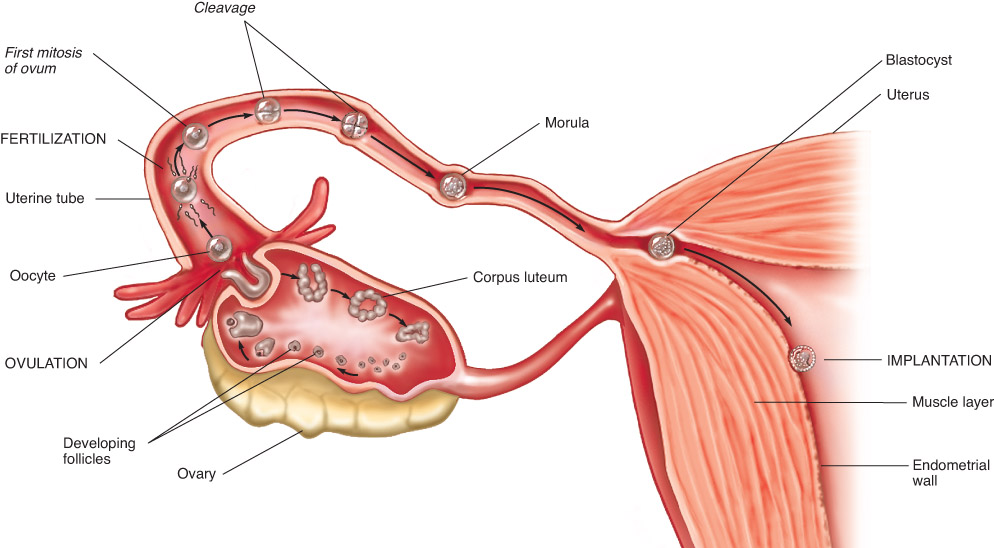 Cleavage
First mitosis
of ovum
FERTILIZATION
Uterine tube
Oocyte
OVULATION
Developing
follicles
Ovary
Corpus luteum
Morula
Blastocyst
Uterus
IMPLANTATION
Muscle layer
Endometrial
wall